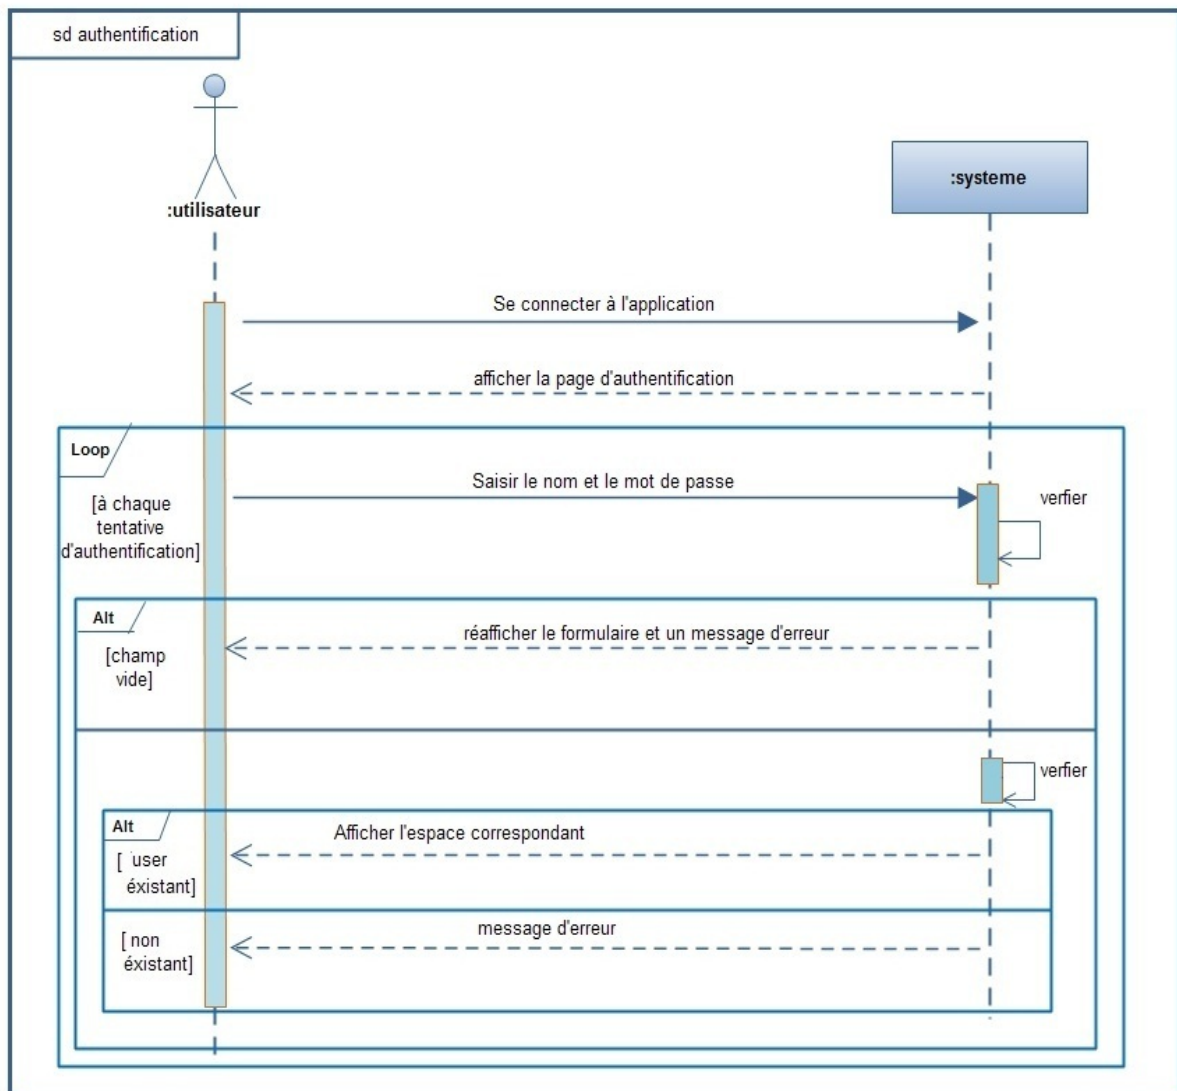 sd authentification
:utilisateur
:systeme
Se connecter à l'application
afficher la page d'authentification
Loop
[à chaque
tentative
d'authentification]
Saisir le nom et le mot de passe
verfier
Alt
[champ
vide]
réafficher le formulaire et un message d'erreur
verfier
Alt
[ user
éxistant]
Afficher l'espace correspondant
[ non
éxistant]
message d'erreur